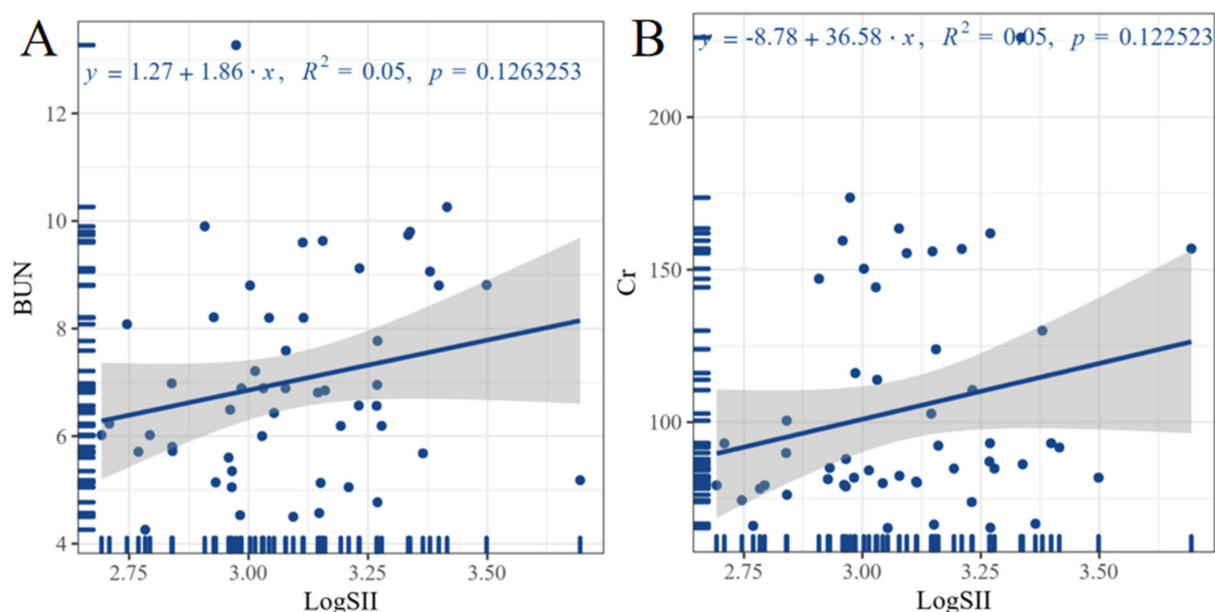 A
y = 1.27 + 1.86 · x, R² = 0.05, p = 0.1263253
12
10
8
6
4
BUN
2.75 3.00 3.25 3.50
LogSII
B
y = -8.78 + 36.58 · x, R² = 0.05, p = 0.122523
200
150
100
Cr
2.75 3.00 3.25 3.50
LogSII